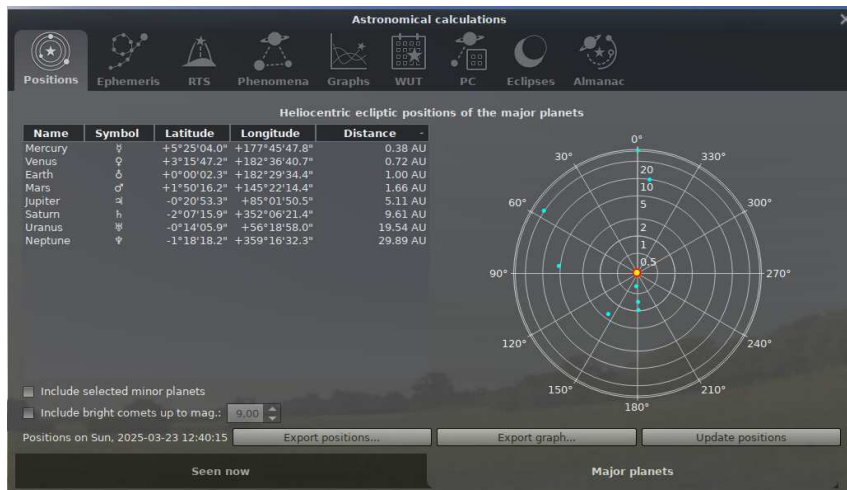 Astronomical calculations
Positions Ephemeris RTS Phenomena Graphs WUT PC Eclipses Almanac
Heliocentric ecliptic positions of the major planets
Name Symbol Latitude Longitude Distance
Mercury ☿ +5°25'04.0" +177°45'47.8" 0.38 AU
Venus ♀ +3°15'47.2" +182°36'40.7" 0.72 AU
Earth ♁ +0°00'02.3" +182°29'34.4" 1.00 AU
Mars ♂ +1°50'16.2" +145°22'14.4" 1.66 AU
Jupiter ♃ -0°20'53.3" +85°01'50.5" 5.11 AU
Saturn ♄ -2°07'15.9" +352°06'21.4" 9.61 AU
Uranus ♅ -0°14'05.9" +56°18'58.0" 19.54 AU
Neptune ♆ -1°18'18.2" +359°16'32.3" 29.89 AU
0°
30° 330°
20
10
60° 5 300°
2
1
0.5
90° 270°
120° 240°
150° 210°
180°
Include selected minor planets
Include bright comets up to mag.: 9,00
Positions on Sun, 2025-03-23 12:40:15 Export positions... Export graph... Update positions
Seen now Major planets